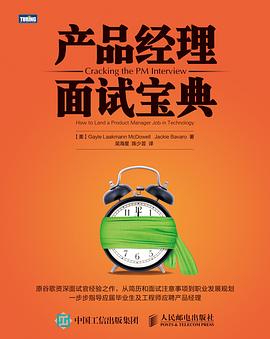 TURING
产品经理
Cracking the PM Interview
面试宝典
How to Land a Product Manager Job in Technology
【美】Gayle Laakmann McDowell  Jackie Bavaro 著
吴海星 陈少芸 译
原谷歌资深面试官经验之作，从简历和面试注意事项到职业发展规划
一步步指导应届毕业生及工程师应聘产品经理
中国工信出版集团
人民邮电出版社
POSTS & TELECOM PRESS